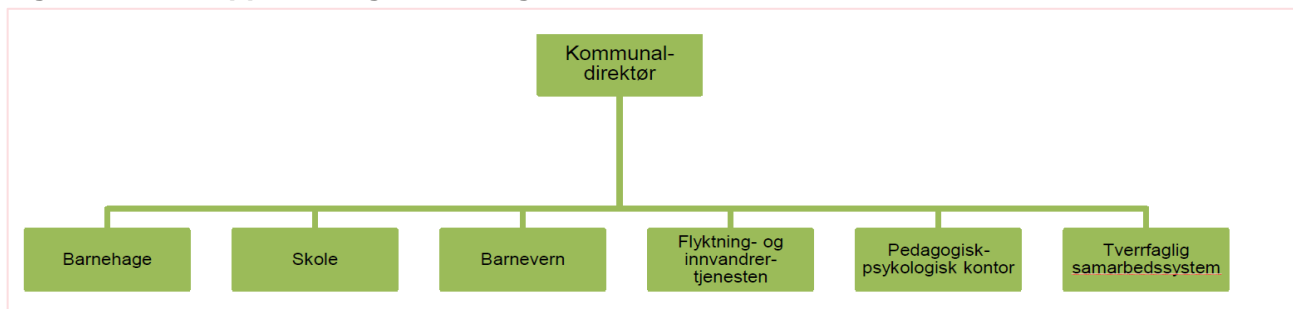 Kommunal-
direktør
Barnehage
Skole
Barnevern
Flyktning- og
innvandrer-
tjenesten
Pedagogisk-
psykologisk kontor
Tverrfaglig
samarbedssystem